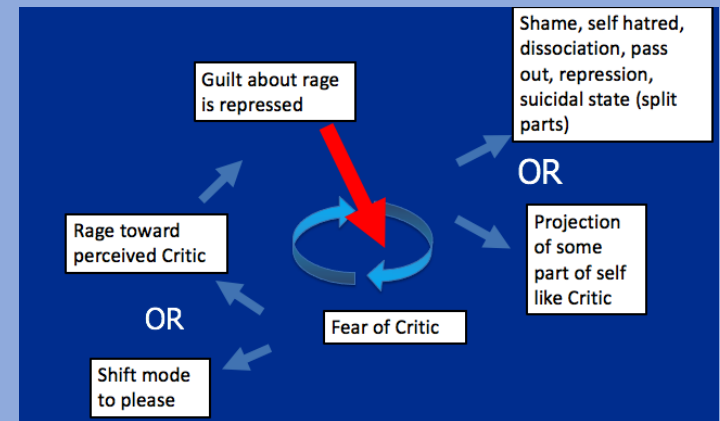 Shame, self hatred,
dissociation, pass
out, repression,
suicidal state (split
parts)
Guilt about rage
is repressed
OR
Rage toward
perceived Critic
Projection
of some
part of self
like Critic
OR
Fear of Critic
Shift mode
to please